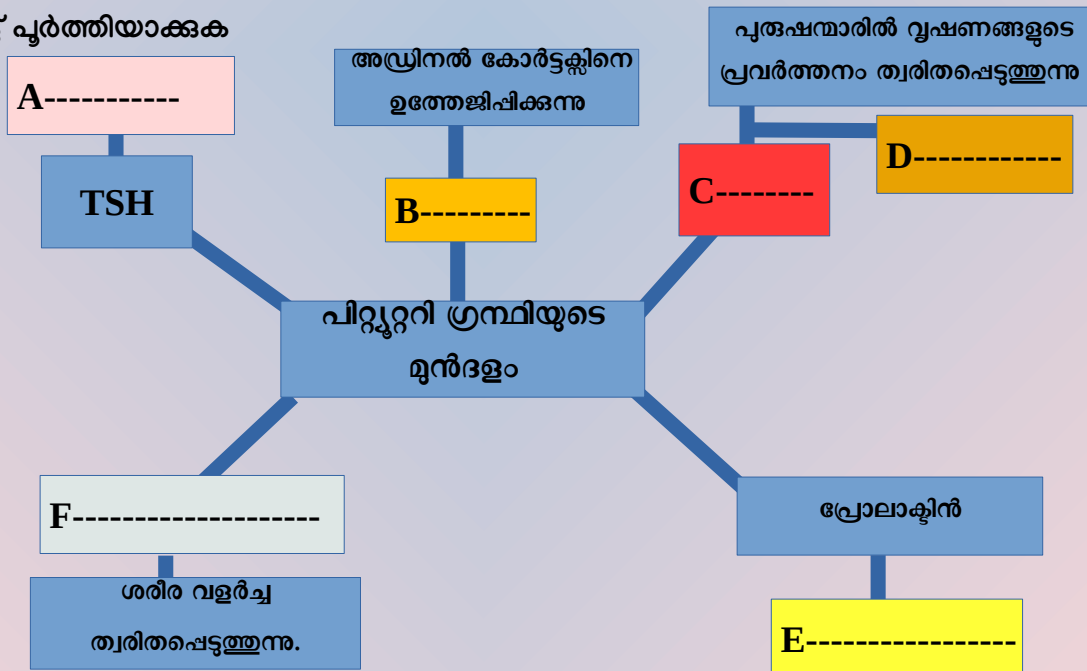 പൂർത്തിയാക്കുക
A-----------
TSH
അഡ്രിനൽ കോർട്ടക്സിനെ
ഉത്തേജിപ്പിക്കുന്നു
B---------
പുരുഷന്മാരിൽ വൃഷണങ്ങളുടെ
പ്രവർത്തനം ത്വരിതപ്പെടുത്തുന്നു
C--------
D------------
പിറ്റ്യൂറ്ററി ഗ്രന്ഥിയുടെ
മുൻദളം
F--------------------
ശരീര വളർച്ച
ത്വരിതപ്പെടുത്തുന്നു.
പ്രോലാക്ടിൻ
E-----------------